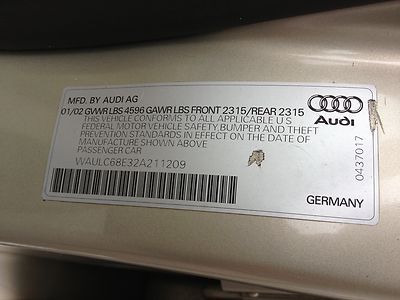 MFD. BY AUDI AG
01/02 GVWR LBS 4596 GAWR LBS FRONT 2315/REAR 2315
THIS VEHICLE CONFORMS TO ALL APPLICABLE U S
FEDERAL MOTOR VEHICLE SAFETY, BUMPER AND THEFT
PREVENTION STANDARDS IN EFFECT ON THE DATE OF
MANUFACTURE SHOWN ABOVE
PASSENGER CAR
WAULC68E32A211209
Audi
0437017
GERMANY